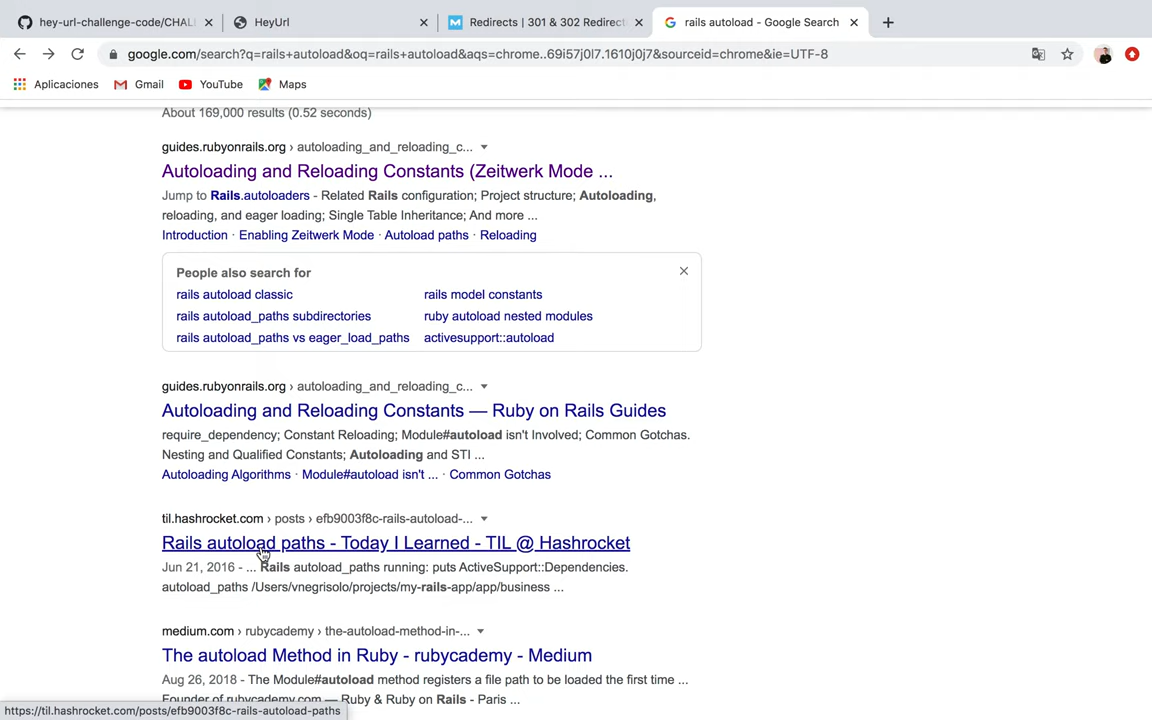 hey-url-challenge-code/CHAL
HeyUrl
Redirects | 301 & 302 Redirect
rails autoload - Google Search
google.com/search?q=rails+autoload&oq=rails+autoload&aqs=chrome..69i57j0l7.1610j0j7&sourceid=chrome&ie=UTF-8
Aplicaciones
Gmail
YouTube
Maps
About 169,000 results (0.52 seconds)
guides.rubyonrails.org › autoloading_and_reloading_c...
Autoloading and Reloading Constants (Zeitwerk Mode ...
Jump to Rails.autoloaders - Related Rails configuration; Project structure; Autoloading,
reloading, and eager loading; Single Table Inheritance; And more ...
Introduction · Enabling Zeitwerk Mode · Autoload paths · Reloading
People also search for
rails autoload classic
rails model constants
rails autoload_paths subdirectories
ruby autoload nested modules
rails autoload_paths vs eager_load_paths
activesupport::autoload
guides.rubyonrails.org › autoloading_and_reloading_c...
Autoloading and Reloading Constants — Ruby on Rails Guides
require_dependency; Constant Reloading; Module#autoload isn't Involved; Common Gotchas.
Nesting and Qualified Constants; Autoloading and STI ...
Autoloading Algorithms · Module#autoload isn't ... · Common Gotchas
til.hashrocket.com › posts › efb9003f8c-rails-autoload-...
Rails autoload paths - Today I Learned - TIL @ Hashrocket
Jun 21, 2016 - ... Rails autoload_paths running: puts ActiveSupport::Dependencies.
autoload_paths /Users/vnegrisolo/projects/my-rails-app/app/business ...
medium.com › rubycademy › the-autoload-method-in-...
The autoload Method in Ruby - rubycademy - Medium
Aug 26, 2018 - The Module#autoload method registers a file path to be loaded the first time ...
Founder of rubycademy.com — Ruby & Ruby on Rails - Paris ...
https://til.hashrocket.com/posts/efb9003f8c-rails-autoload-paths